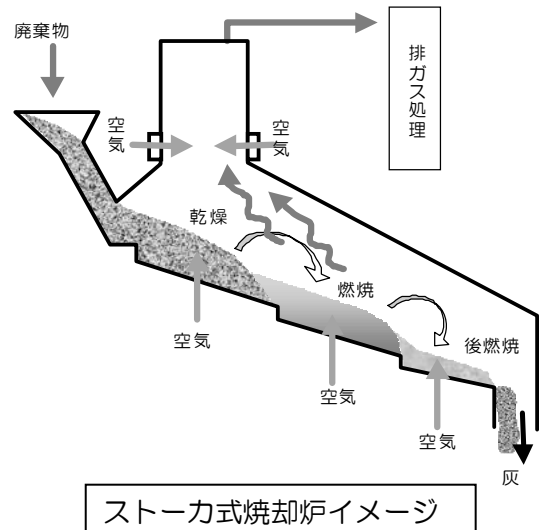 廃棄物
排ガス処理
空気
空気
乾燥
燃焼
後燃焼
空気
空気
空気
灰
ストーカ式焼却炉イメージ